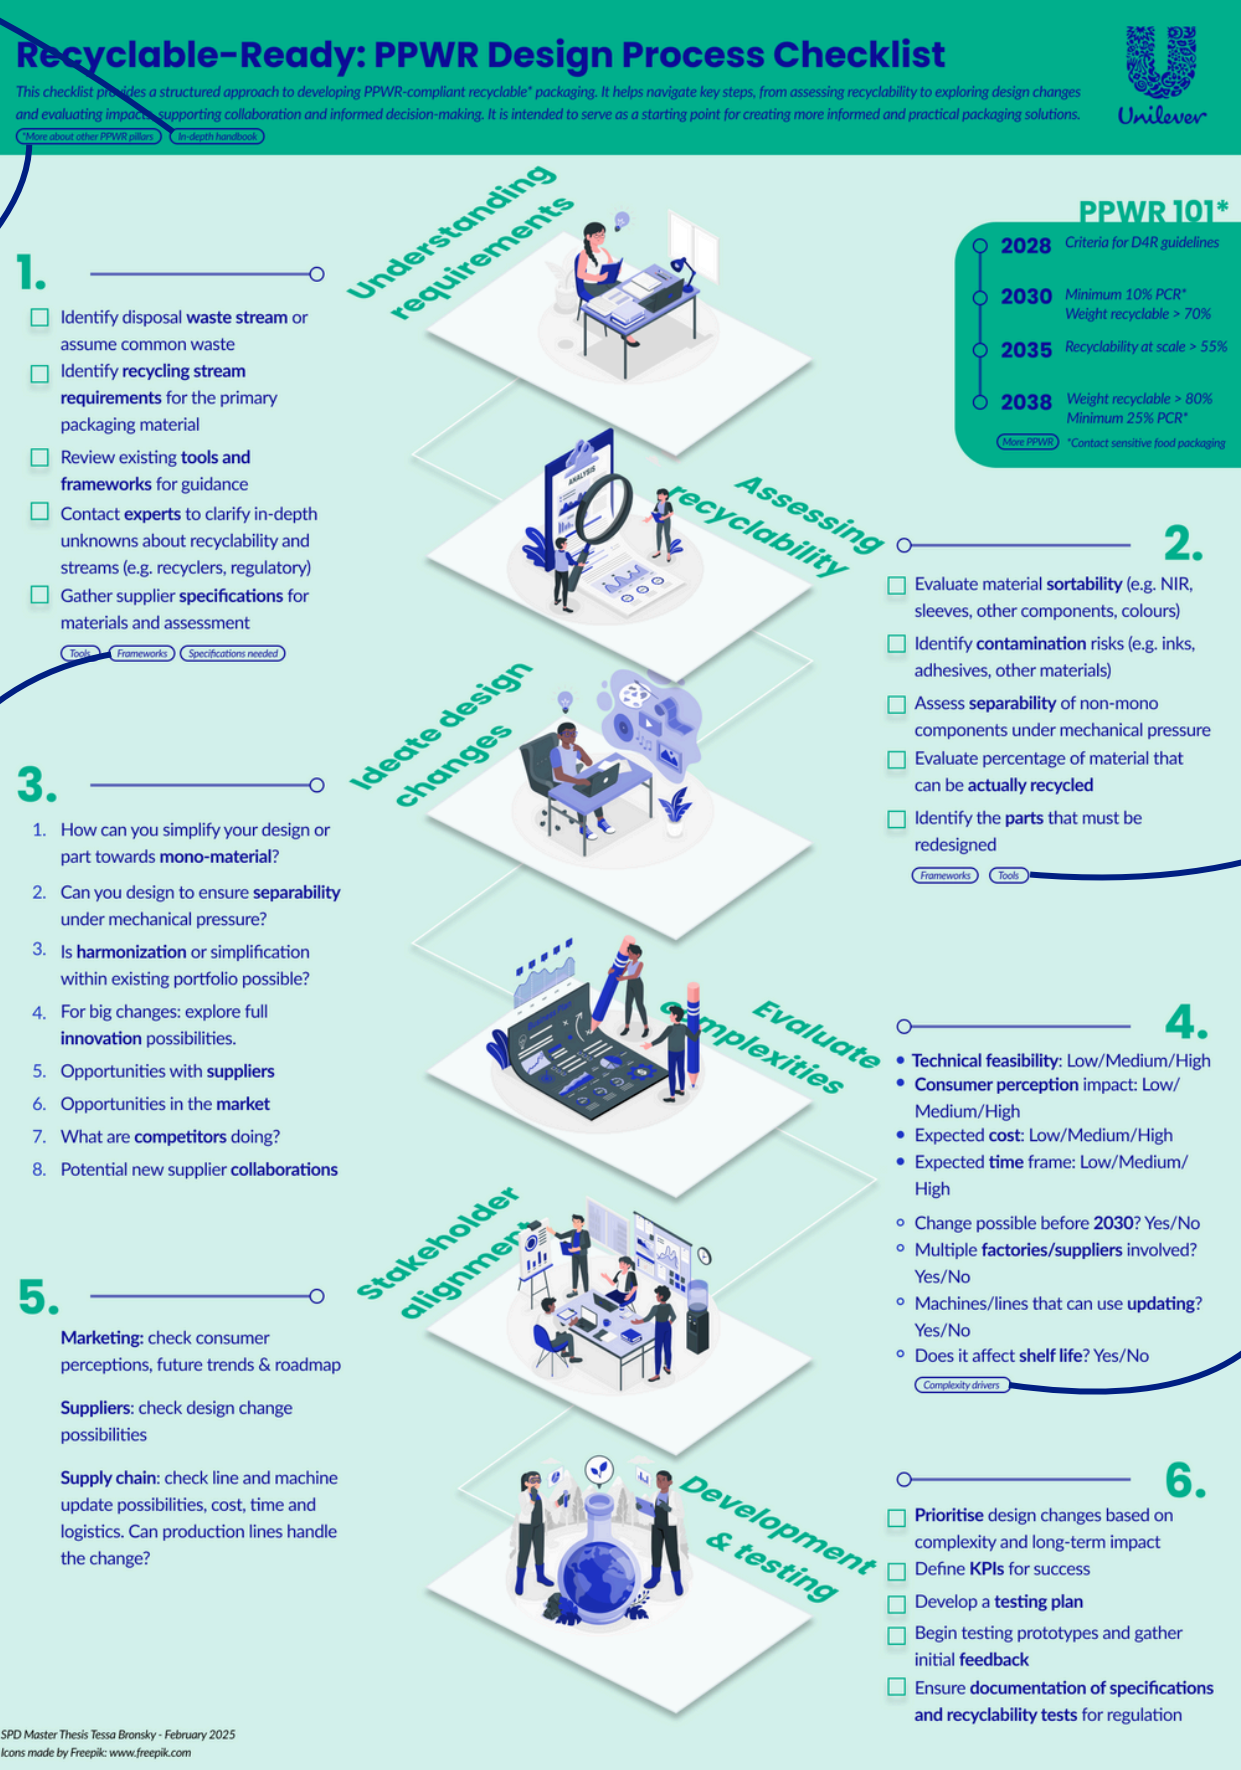 Recyclable-Ready: PPWR Design Process Checklist
This checklist provides a structured approach to developing PPWR-compliant recyclable* packaging. It helps navigate key steps, from assessing recyclability to exploring design changes
and evaluating impacts, supporting collaboration and informed decision-making. It is intended to serve as a starting point for creating more informed and practical packaging solutions.
*More about other PPWR pillars
In-depth handbook
Unilever
PPWR 101*
2028 Criteria for D4R guidelines
2030 Minimum 10% PCR*
Weight recyclable > 70%
2035 Recyclability at scale > 55%
2038 Weight recyclable > 80%
Minimum 25% PCR*
More PPWR
*Contact sensitive food packaging
Understanding
requirements
1.
Identify disposal waste stream or
assume common waste
Identify recycling stream
requirements for the primary
packaging material
Review existing tools and
frameworks for guidance
Contact experts to clarify in-depth
unknowns about recyclability and
streams (e.g. recyclers, regulatory)
Gather supplier specifications for
materials and assessment
Tools
Frameworks
Specifications needed
ANALYSIS
Assessing
recyclability
2.
Evaluate material sortability (e.g. NIR,
sleeves, other components, colours)
Identify contamination risks (e.g. inks,
adhesives, other materials)
Assess separability of non-mono
components under mechanical pressure
Evaluate percentage of material that
can be actually recycled
Identify the parts that must be
redesigned
Frameworks
Tools
Ideate design
changes
3.
1. How can you simplify your design or
part towards mono-material?
2. Can you design to ensure separability
under mechanical pressure?
3. Is harmonization or simplification
within existing portfolio possible?
4. For big changes: explore full
innovation possibilities.
5. Opportunities with suppliers
6. Opportunities in the market
7. What are competitors doing?
8. Potential new supplier collaborations
Business Plan
Evaluate
complexities
4.
• Technical feasibility: Low/Medium/High
• Consumer perception impact: Low/
Medium/High
• Expected cost: Low/Medium/High
• Expected time frame: Low/Medium/
High
◦ Change possible before 2030? Yes/No
◦ Multiple factories/suppliers involved?
Yes/No
◦ Machines/lines that can use updating?
Yes/No
◦ Does it affect shelf life? Yes/No
Complexity drivers
Stakeholder
alignment
5.
Marketing: check consumer
perceptions, future trends & roadmap
Suppliers: check design change
possibilities
Supply chain: check line and machine
update possibilities, cost, time and
logistics. Can production lines handle
the change?
Development
& testing
6.
Prioritise design changes based on
complexity and long-term impact
Define KPIs for success
Develop a testing plan
Begin testing prototypes and gather
initial feedback
Ensure documentation of specifications
and recyclability tests for regulation
SPD Master Thesis Tessa Bronsky - February 2025
Icons made by Freepik: www.freepik.com